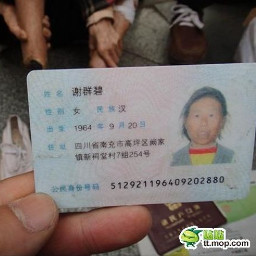 姓名 谢群碧
性别 女 民族 汉
出生 1964 年 9 月 20 日
住址 四川省南充市高坪区阙家
镇新祠堂村7组254号
公民身份号码 512921196409202880
猫扑
tt.mop.com